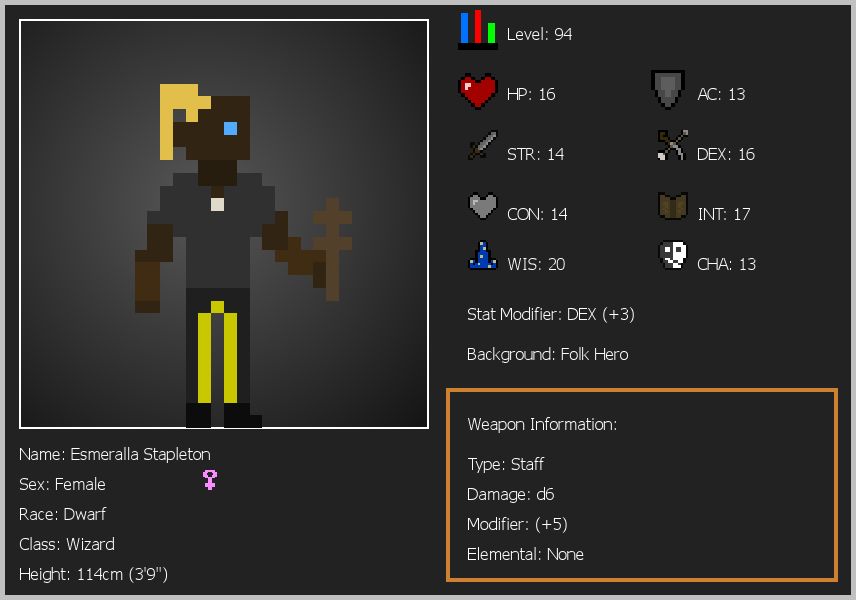 Level: 94
HP: 16
AC: 13
STR: 14
DEX: 16
CON: 14
INT: 17
WIS: 20
CHA: 13
Stat Modifier: DEX (+3)
Background: Folk Hero
Weapon Information:
Type: Staff
Damage: d6
Modifier: (+5)
Elemental: None
Name: Esmeralla Stapleton
Sex: Female
Race: Dwarf
Class: Wizard
Height: 114cm (3'9")